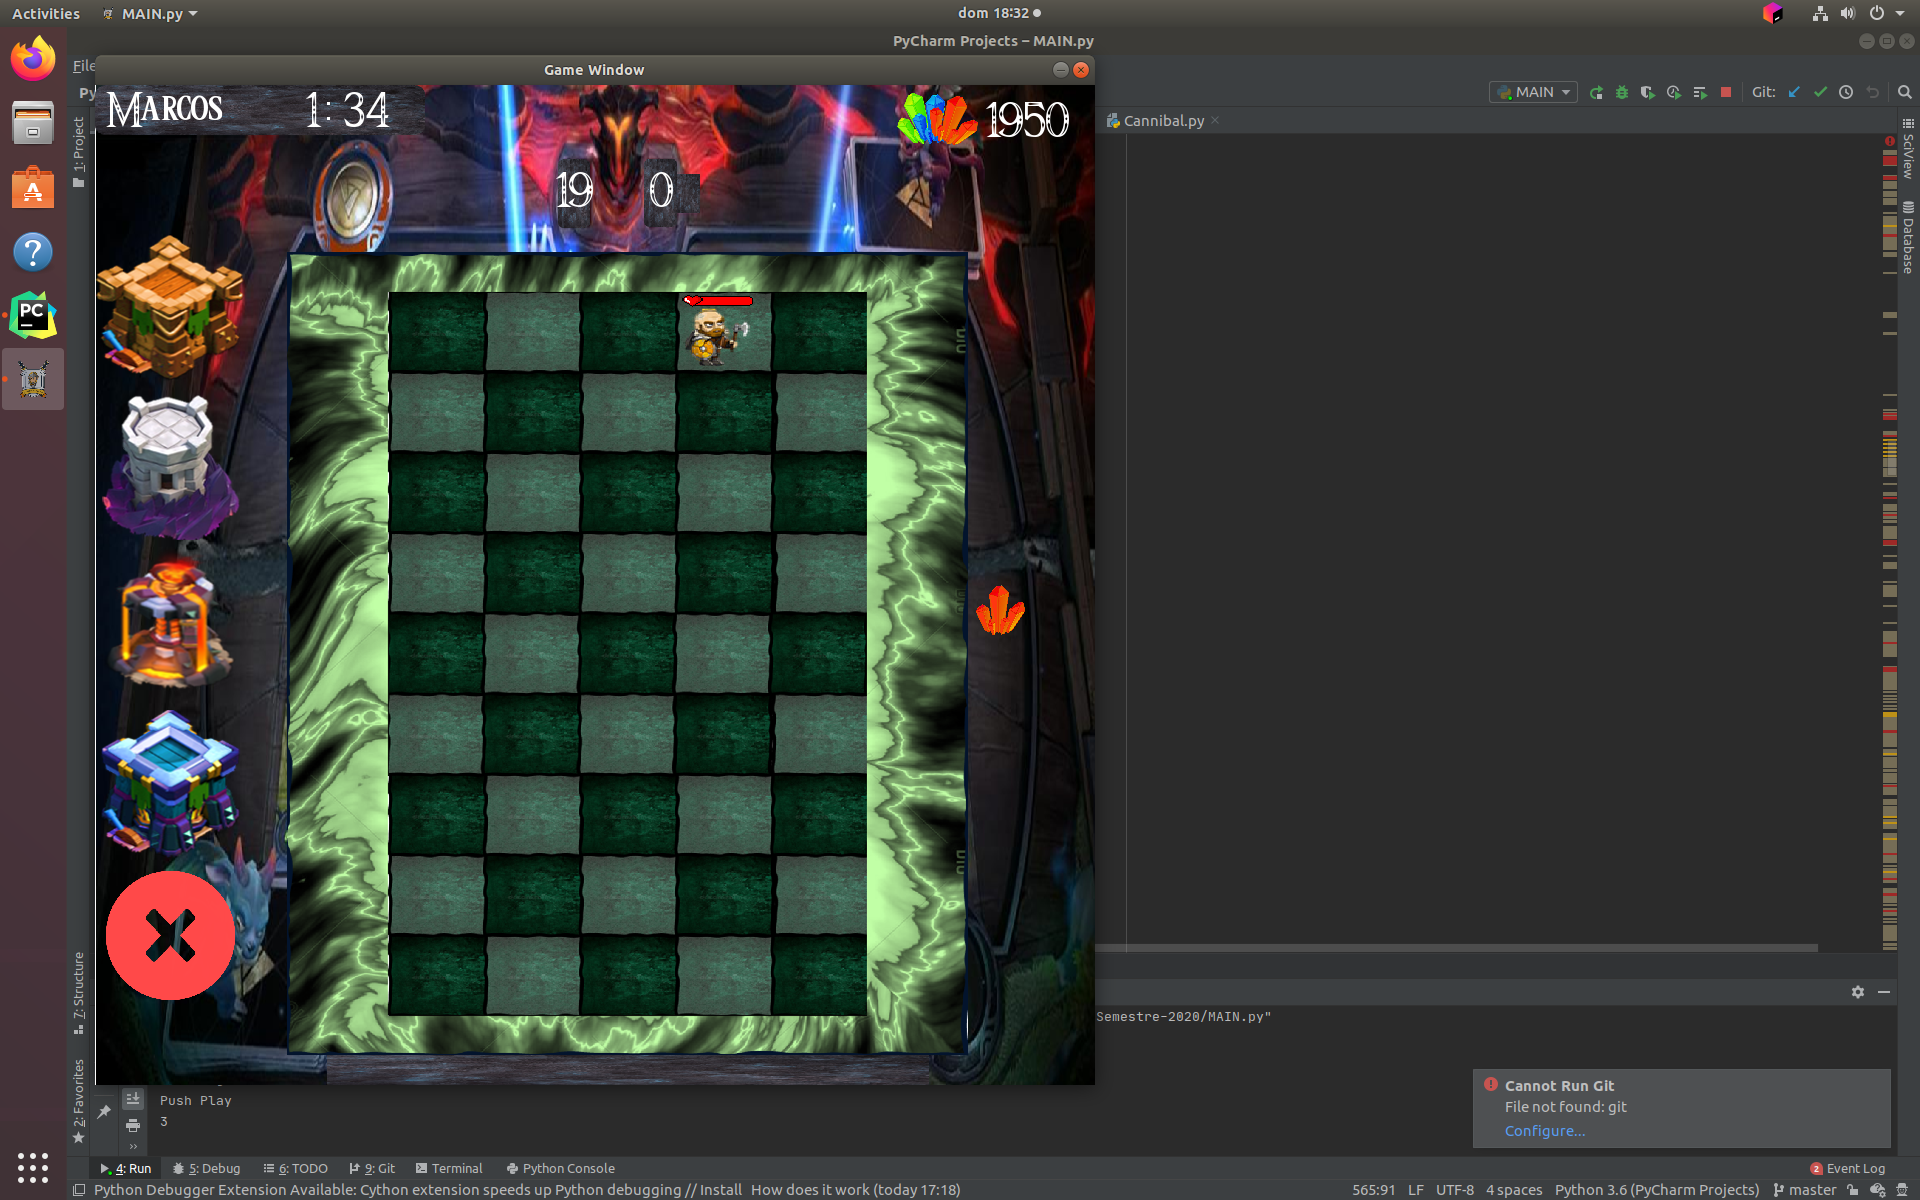 Activities
MAIN.py
dom 18:32
PyCharm Projects – MAIN.py
File
Game Window
Py
MAIN
Git:
Marcos
1:34
1950
Cannibal.py
1: Project
SciView
Database
19
0
PC
7: Structure
2: Favorites
Semestre-2020/MAIN.py"
Push Play
3
Cannot Run Git
File not found: git
Configure...
4: Run
5: Debug
6: TODO
9: Git
Terminal
Python Console
2
Event Log
Python Debugger Extension Available: Cython extension speeds up Python debugging // Install   How does it work (today 17:18)
565:91
LF
UTF-8
4 spaces
Python 3.6 (PyCharm Projects)
master